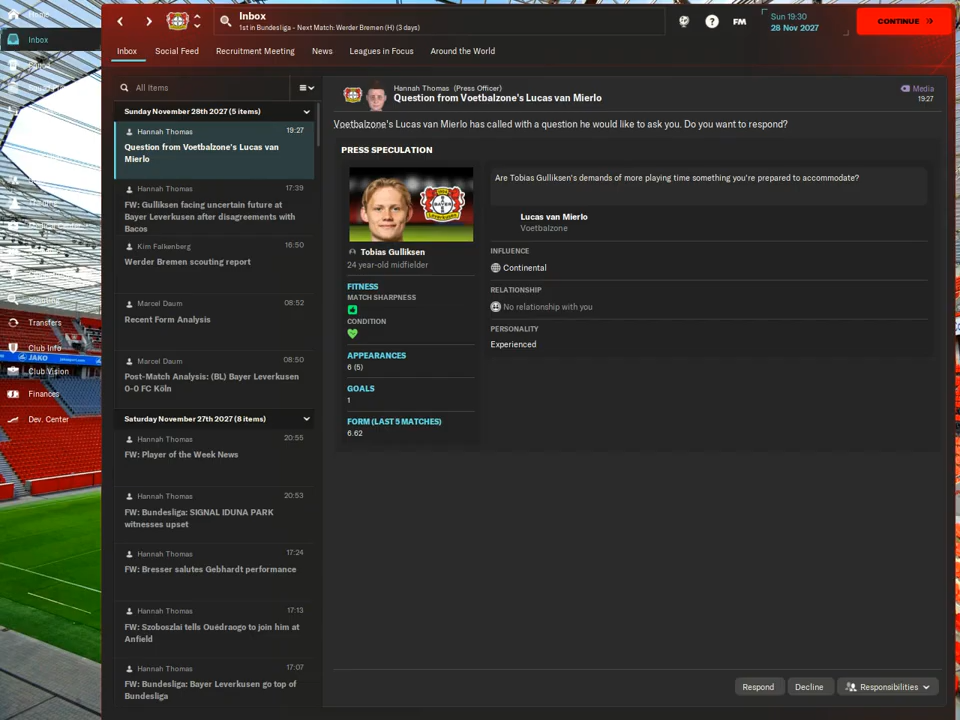 Home
Inbox
Inbox
1st in Bundesliga - Next Match: Werder Bremen (H) (3 days)
FM
Sun 19:30
28 Nov 2027
CONTINUE
Inbox
Social Feed
Recruitment Meeting
News
Leagues in Focus
Around the World
All Items
Sunday November 28th 2027 (5 items)
Hannah Thomas
19:27
Question from Voetbalzone's Lucas van
Mierlo
Hannah Thomas
17:39
FW: Gulliksen facing uncertain future at
Bayer Leverkusen after disagreements with
Bacos
Kim Falkenberg
16:50
Werder Bremen scouting report
Marcel Daum
08:52
Recent Form Analysis
Marcel Daum
08:50
Post-Match Analysis: (BL) Bayer Leverkusen
0-0 FC Köln
Saturday November 27th 2027 (8 items)
Hannah Thomas
20:55
FW: Player of the Week News
Hannah Thomas
20:53
FW: Bundesliga: SIGNAL IDUNA PARK
witnesses upset
Hannah Thomas
17:24
FW: Bresser salutes Gebhardt performance
Hannah Thomas
17:13
FW: Szoboszlai tells Ouédraogo to join him at
Anfield
Hannah Thomas
17:07
FW: Bundesliga: Bayer Leverkusen go top of
Bundesliga
Transfers
Club Info
JAKO
Club Vision
Finances
Dev. Center
Hannah Thomas (Press Officer)
Question from Voetbalzone's Lucas van Mierlo
Media
19:27
Voetbalzone's Lucas van Mierlo has called with a question he would like to ask you. Do you want to respond?
PRESS SPECULATION
Tobias Gulliksen
24 year-old midfielder
FITNESS
MATCH SHARPNESS
CONDITION
APPEARANCES
6 (5)
GOALS
1
FORM (LAST 5 MATCHES)
6.62
Are Tobias Gulliksen's demands of more playing time something you're prepared to accommodate?
Lucas van Mierlo
Voetbalzone
INFLUENCE
Continental
RELATIONSHIP
No relationship with you
PERSONALITY
Experienced
Respond
Decline
Responsibilities